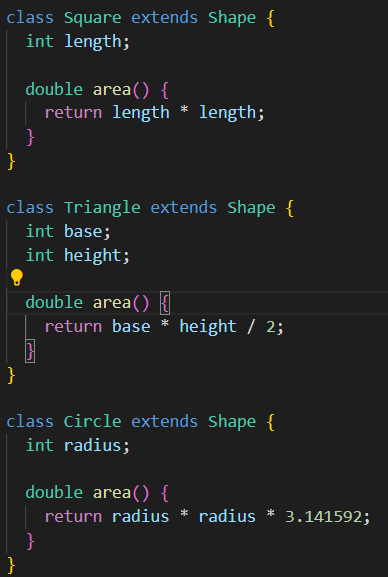 class Square extends Shape {
  int length;

  double area() {
    return length * length;
  }
}

class Triangle extends Shape {
  int base;
  int height;

  double area() {
    return base * height / 2;
  }
}

class Circle extends Shape {
  int radius;

  double area() {
    return radius * radius * 3.141592;
  }
}